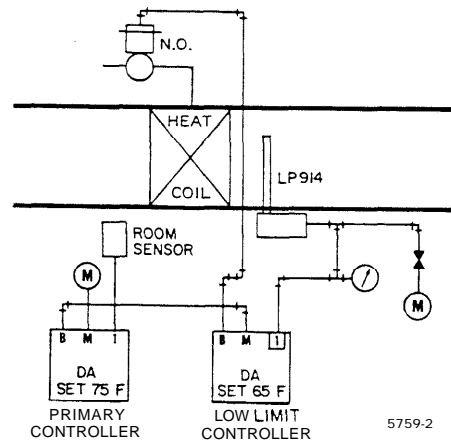 N.O.
HEAT
COIL
LP914
ROOM
SENSOR
M
M
B M 1
DA
SET 75 F
PRIMARY
CONTROLLER
B M 1
DA
SET 65 F
LOW LIMIT
CONTROLLER
5759-2